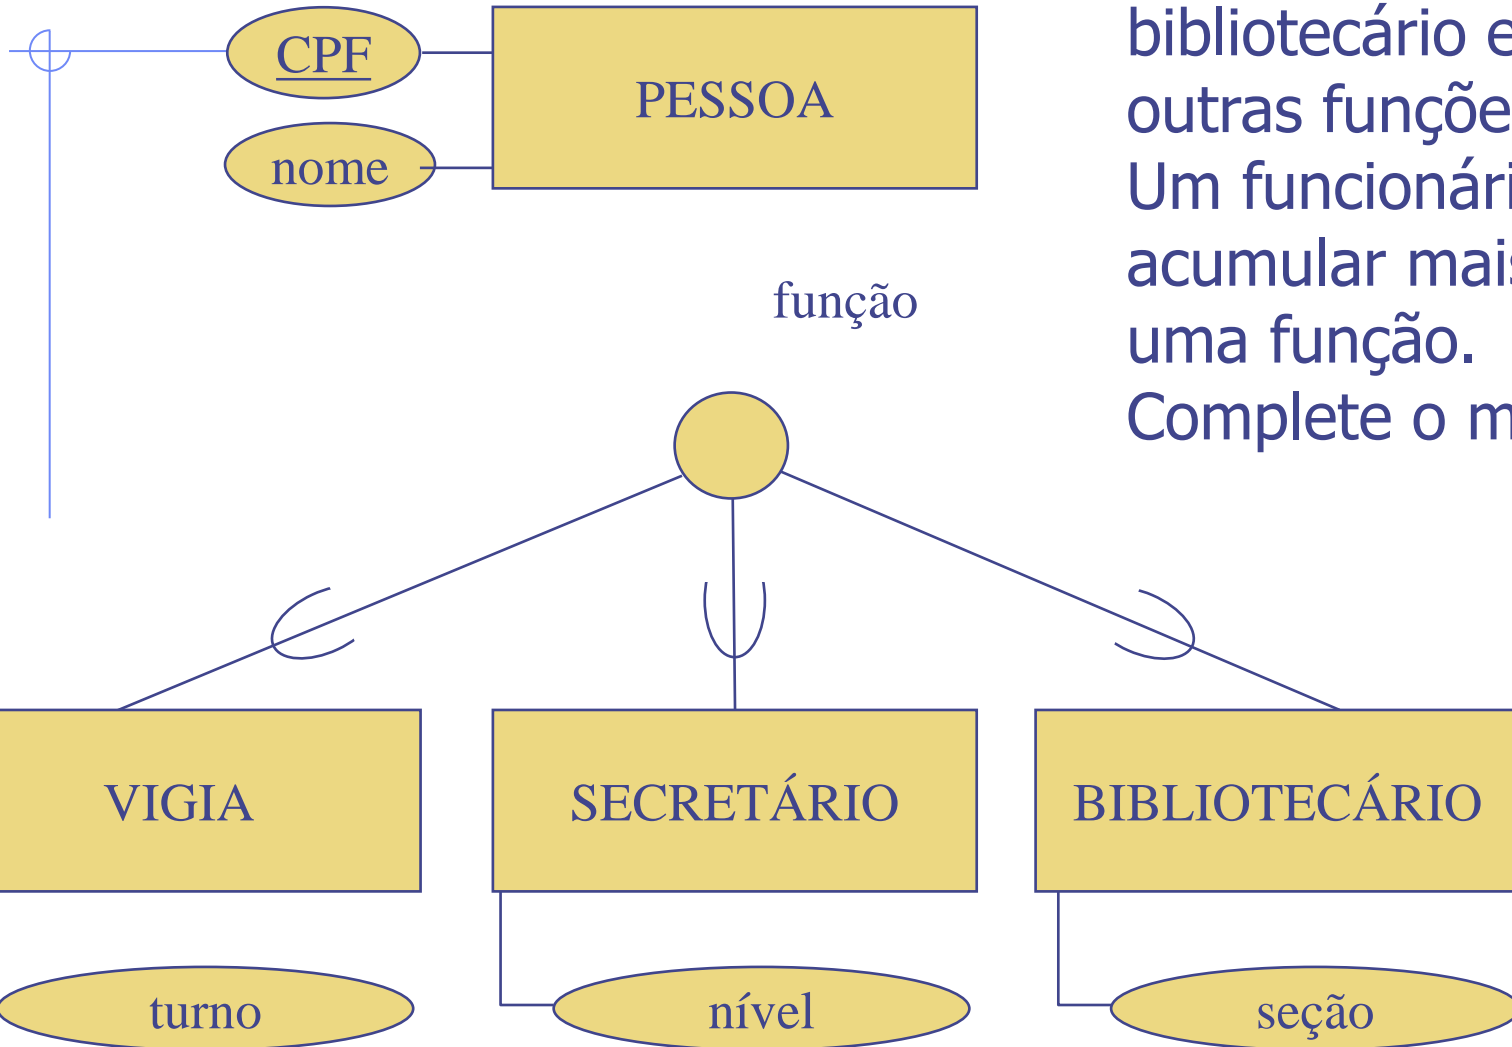 CPF
nome
PESSOA
bibliotecário e
outras funçõe
Um funcionári
acumular mais
uma função.
Complete o m
função
VIGIA
SECRETÁRIO
BIBLIOTECÁRIO
turno
nível
seção